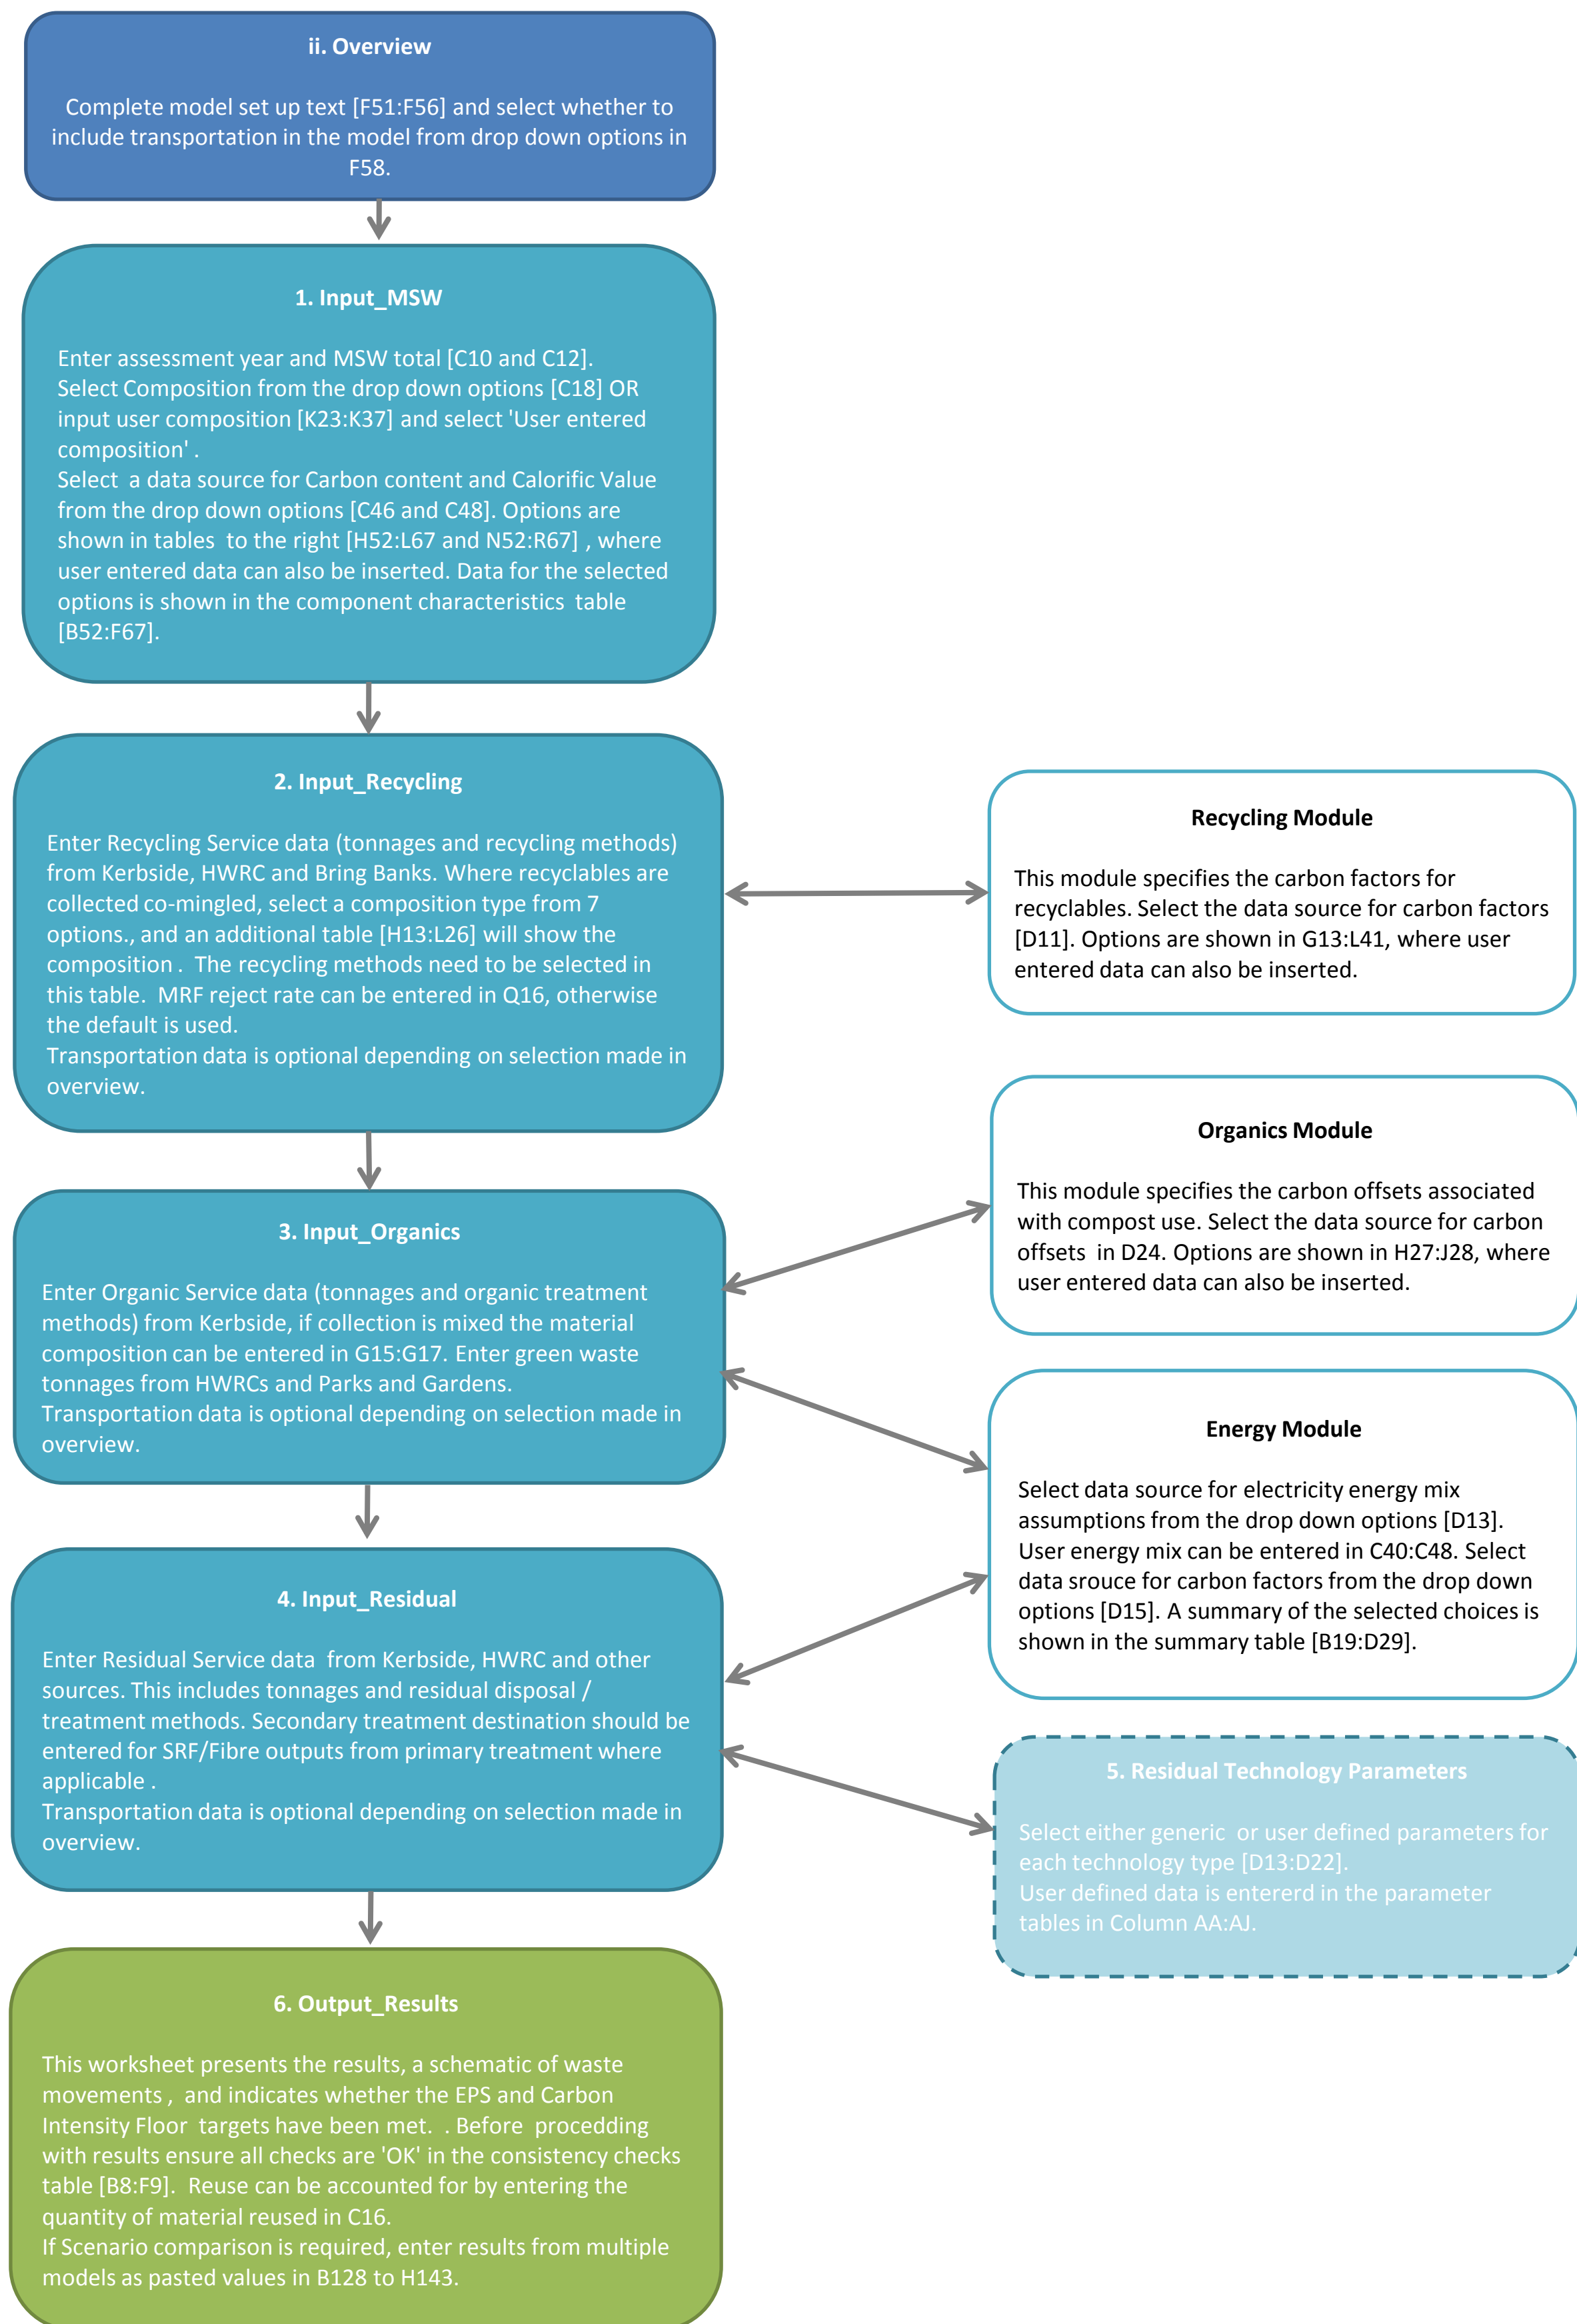 ii. Overview
Complete model set up text [F51:F56] and select whether to
include transportation in the model from drop down options in
F58.
1. Input_MSW
Enter assessment year and MSW total [C10 and C12].
Select Composition from the drop down options [C18] OR
input user composition [K23:K37] and select 'User entered
composition' .
Select  a data source for Carbon content and Calorific Value
from the drop down options [C46 and C48]. Options are
shown in tables  to the right [H52:L67 and N52:R67] , where
user entered data can also be inserted. Data for the selected
options is shown in the component characteristics  table
[B52:F67].
2. Input_Recycling
Enter Recycling Service data (tonnages and recycling methods)
from Kerbside, HWRC and Bring Banks. Where recyclables are
collected co-mingled, select a composition type from 7
options., and an additional table [H13:L26] will show the
composition .  The recycling methods need to be selected in
this table.  MRF reject rate can be entered in Q16, otherwise
the default is used.
Transportation data is optional depending on selection made in
overview.
Recycling Module
This module specifies the carbon factors for
recyclables. Select the data source for carbon factors
[D11]. Options are shown in G13:L41, where user
entered data can also be inserted.
Organics Module
This module specifies the carbon offsets associated
with compost use. Select the data source for carbon
offsets  in D24. Options are shown in H27:J28, where
user entered data can also be inserted.
3. Input_Organics
Enter Organic Service data (tonnages and organic treatment
methods) from Kerbside, if collection is mixed the material
composition can be entered in G15:G17. Enter green waste
tonnages from HWRCs and Parks and Gardens.
Transportation data is optional depending on selection made in
overview.
Energy Module
Select data source for electricity energy mix
assumptions from the drop down options [D13].
User energy mix can be entered in C40:C48. Select
data srouce for carbon factors from the drop down
options [D15]. A summary of the selected choices is
shown in the summary table [B19:D29].
4. Input_Residual
Enter Residual Service data  from Kerbside, HWRC and other
sources. This includes tonnages and residual disposal /
treatment methods. Secondary treatment destination should be
entered for SRF/Fibre outputs from primary treatment where
applicable .
Transportation data is optional depending on selection made in
overview.
5. Residual Technology Parameters
Select either generic  or user defined parameters for
each technology type [D13:D22].
User defined data is entererd in the parameter
tables in Column AA:AJ.
6. Output_Results
This worksheet presents the results, a schematic of waste
movements ,  and indicates whether the EPS and Carbon
Intensity Floor  targets have been met.  . Before  procedding
with results ensure all checks are 'OK' in the consistency checks
table [B8:F9].  Reuse can be accounted for by entering the
quantity of material reused in C16.
If Scenario comparison is required, enter results from multiple
models as pasted values in B128 to H143.